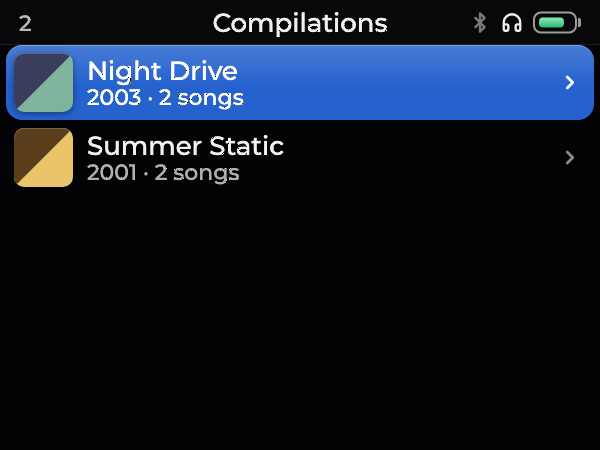 2
Compilations
Night Drive
2003 · 2 songs
Summer Static
2001 · 2 songs